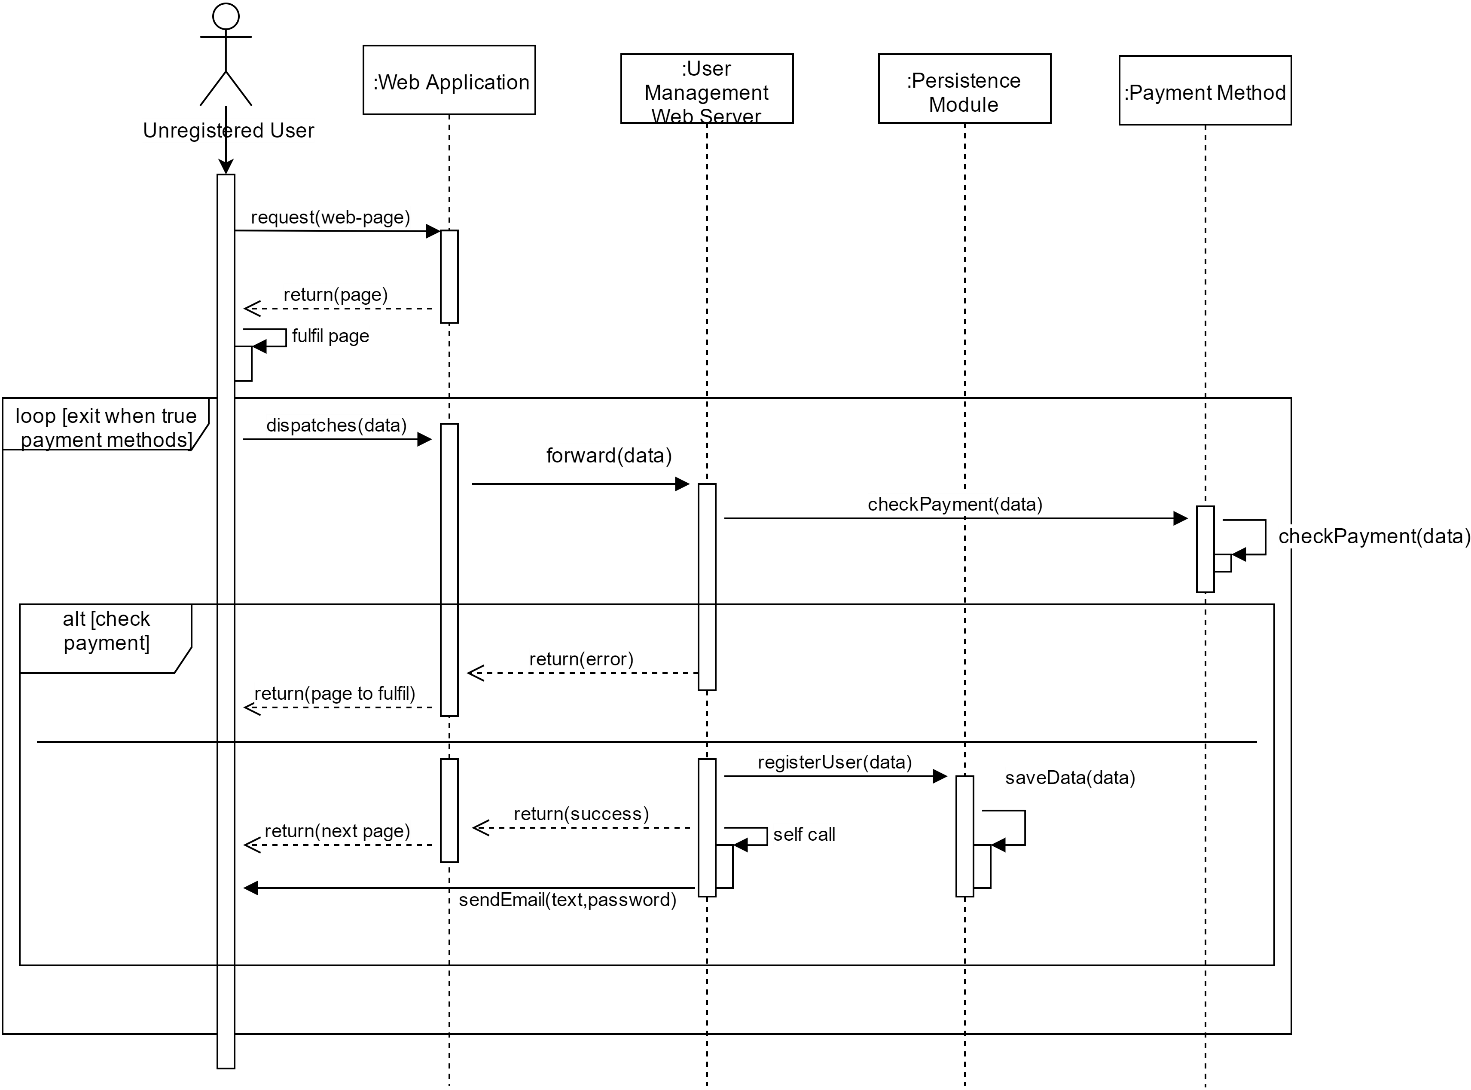 Unregistered User
:Web Application
:User
Management
Web Server
:Persistence
Module
:Payment Method
request(web-page)
return(page)
fulfil page
loop [exit when true
payment methods]
dispatches(data)
forward(data)
checkPayment(data)
checkPayment(data)
alt [check
payment]
return(error)
return(page to fulfil)
registerUser(data)
saveData(data)
return(success)
return(next page)
self call
sendEmail(text,password)